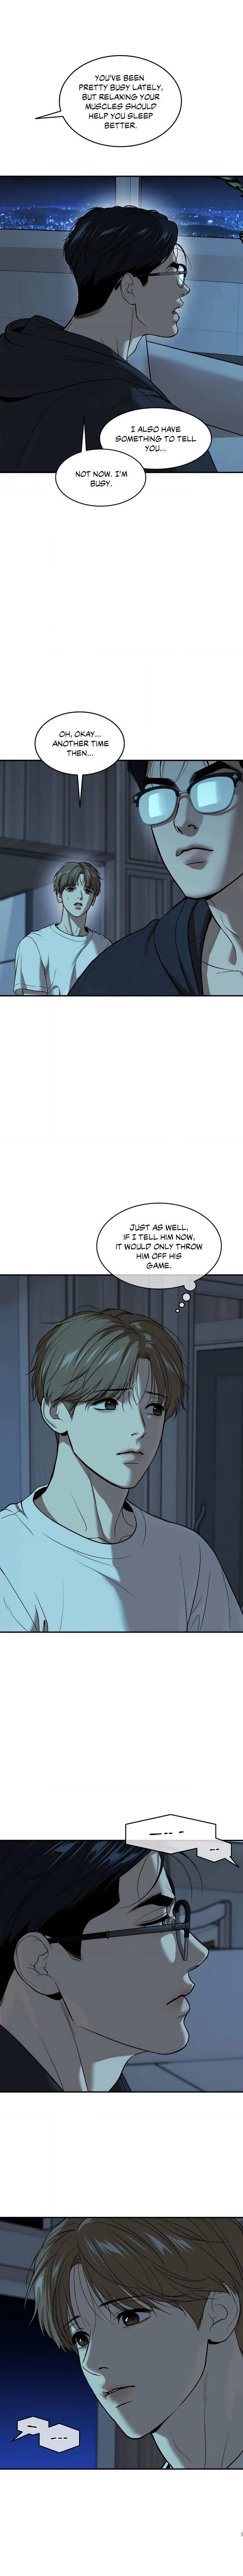 YOU'VE BEEN
PRETTY BUSY LATELY,
BUT RELAXING YOUR
MUSCLES SHOULD
HELP YOU SLEEP
BETTER.
I ALSO HAVE
SOMETHING TO TELL
YOU...
NOT NOW. I'M
BUSY.
OH, OKAY...
ANOTHER TIME
THEN...
JUST AS WELL,
IF I TELL HIM NOW,
IT WOULD ONLY THROW
HIM OFF HIS
GAME.